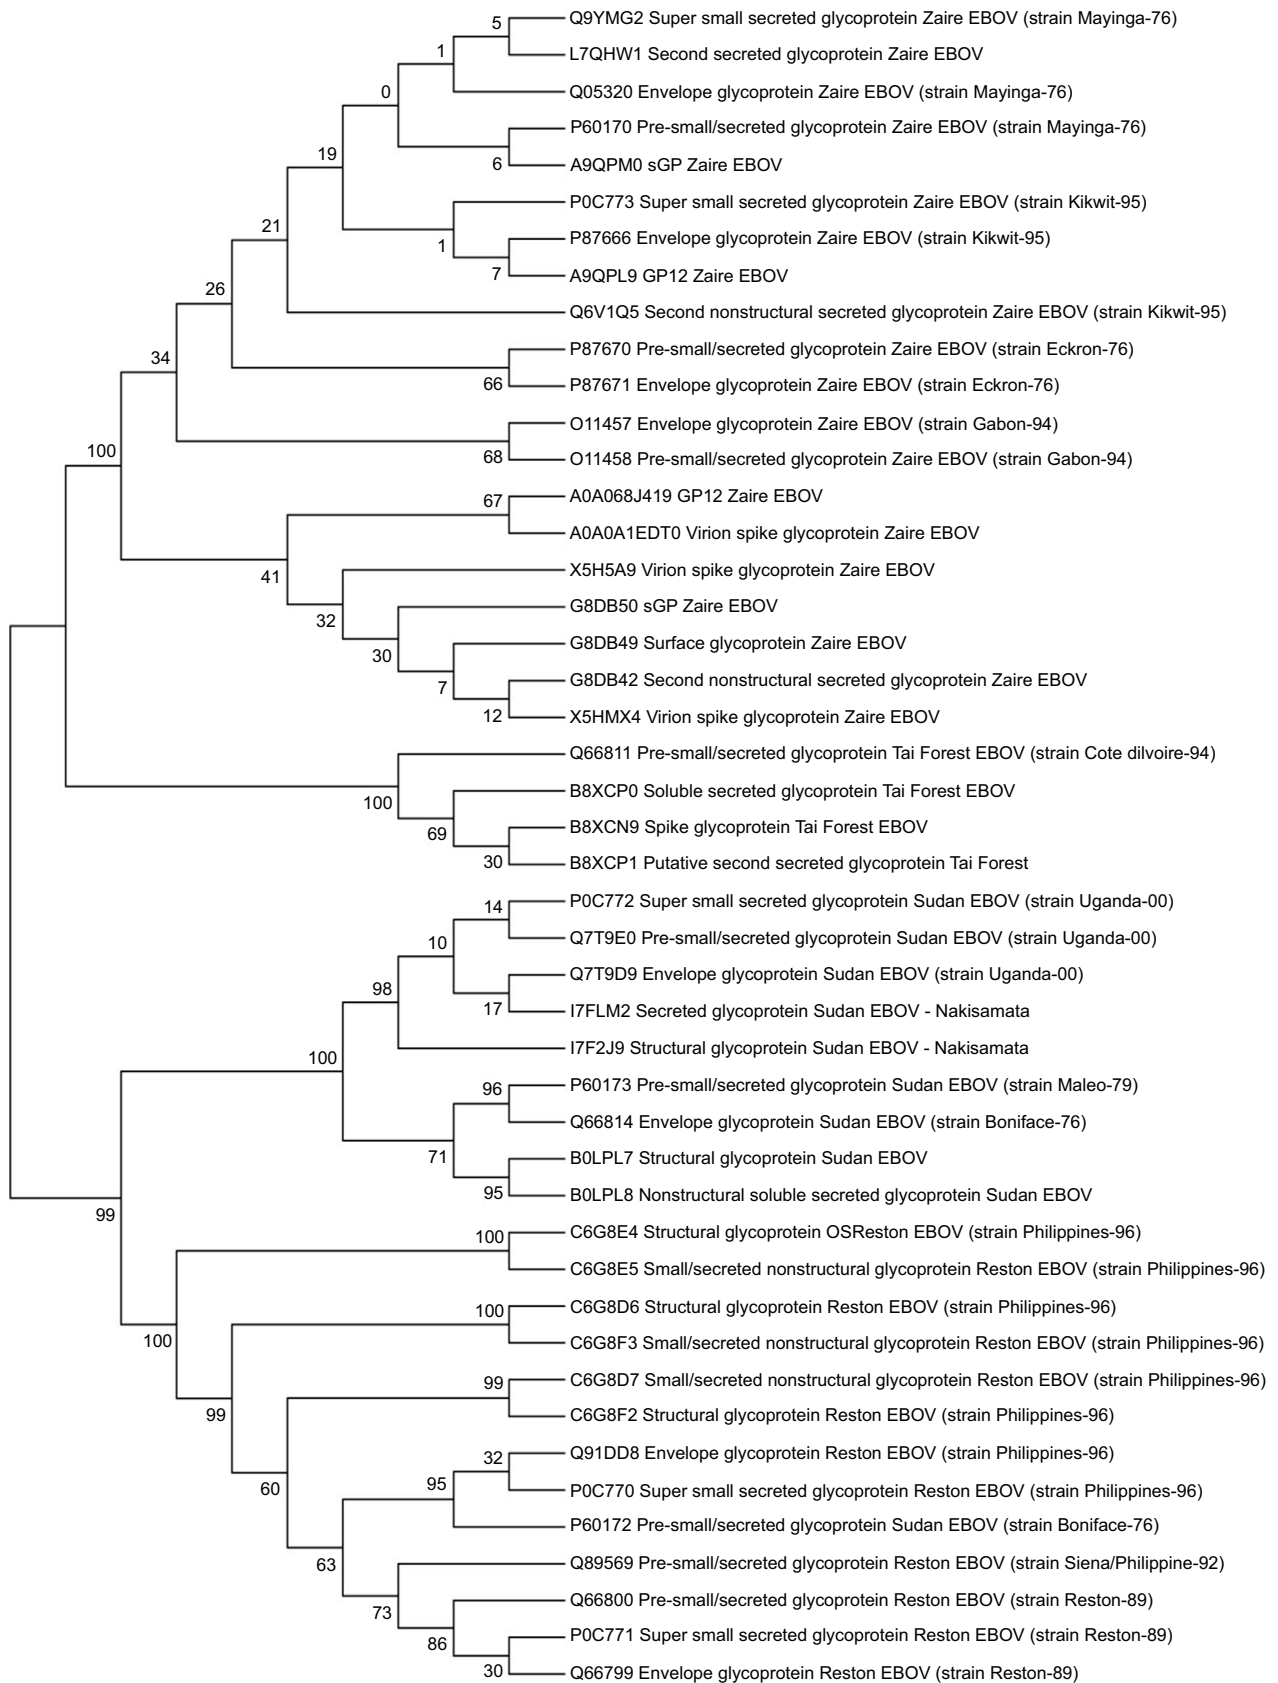 5
Q9YMG2 Super small secreted glycoprotein Zaire EBOV (strain Mayinga-76)
1
L7QHW1 Second secreted glycoprotein Zaire EBOV
0
Q05320 Envelope glycoprotein Zaire EBOV (strain Mayinga-76)
P60170 Pre-small/secreted glycoprotein Zaire EBOV (strain Mayinga-76)
19
6
A9QPM0 sGP Zaire EBOV
P0C773 Super small secreted glycoprotein Zaire EBOV (strain Kikwit-95)
21
1
P87666 Envelope glycoprotein Zaire EBOV (strain Kikwit-95)
7
A9QPL9 GP12 Zaire EBOV
26
Q6V1Q5 Second nonstructural secreted glycoprotein Zaire EBOV (strain Kikwit-95)
34
P87670 Pre-small/secreted glycoprotein Zaire EBOV (strain Eckron-76)
66
P87671 Envelope glycoprotein Zaire EBOV (strain Eckron-76)
O11457 Envelope glycoprotein Zaire EBOV (strain Gabon-94)
100
68
O11458 Pre-small/secreted glycoprotein Zaire EBOV (strain Gabon-94)
67
A0A068J419 GP12 Zaire EBOV
A0A0A1EDT0 Virion spike glycoprotein Zaire EBOV
41
X5H5A9 Virion spike glycoprotein Zaire EBOV
32
G8DB50 sGP Zaire EBOV
30
G8DB49 Surface glycoprotein Zaire EBOV
7
G8DB42 Second nonstructural secreted glycoprotein Zaire EBOV
12
X5HMX4 Virion spike glycoprotein Zaire EBOV
Q66811 Pre-small/secreted glycoprotein Tai Forest EBOV (strain Cote dilvoire-94)
100
B8XCP0 Soluble secreted glycoprotein Tai Forest EBOV
69
B8XCN9 Spike glycoprotein Tai Forest EBOV
30
B8XCP1 Putative second secreted glycoprotein Tai Forest
14
P0C772 Super small secreted glycoprotein Sudan EBOV (strain Uganda-00)
10
Q7T9E0 Pre-small/secreted glycoprotein Sudan EBOV (strain Uganda-00)
98
Q7T9D9 Envelope glycoprotein Sudan EBOV (strain Uganda-00)
17
I7FLM2 Secreted glycoprotein Sudan EBOV - Nakisamata
100
I7F2J9 Structural glycoprotein Sudan EBOV - Nakisamata
96
P60173 Pre-small/secreted glycoprotein Sudan EBOV (strain Maleo-79)
Q66814 Envelope glycoprotein Sudan EBOV (strain Boniface-76)
71
B0LPL7 Structural glycoprotein Sudan EBOV
95
B0LPL8 Nonstructural soluble secreted glycoprotein Sudan EBOV
99
100
C6G8E4 Structural glycoprotein OSReston EBOV (strain Philippines-96)
C6G8E5 Small/secreted nonstructural glycoprotein Reston EBOV (strain Philippines-96)
100
C6G8D6 Structural glycoprotein Reston EBOV (strain Philippines-96)
100
C6G8F3 Small/secreted nonstructural glycoprotein Reston EBOV (strain Philippines-96)
99
C6G8D7 Small/secreted nonstructural glycoprotein Reston EBOV (strain Philippines-96)
99
C6G8F2 Structural glycoprotein Reston EBOV (strain Philippines-96)
32
Q91DD8 Envelope glycoprotein Reston EBOV (strain Philippines-96)
60
95
P0C770 Super small secreted glycoprotein Reston EBOV (strain Philippines-96)
P60172 Pre-small/secreted glycoprotein Sudan EBOV (strain Boniface-76)
63
Q89569 Pre-small/secreted glycoprotein Reston EBOV (strain Siena/Philippine-92)
73
Q66800 Pre-small/secreted glycoprotein Reston EBOV (strain Reston-89)
86
P0C771 Super small secreted glycoprotein Reston EBOV (strain Reston-89)
30
Q66799 Envelope glycoprotein Reston EBOV (strain Reston-89)